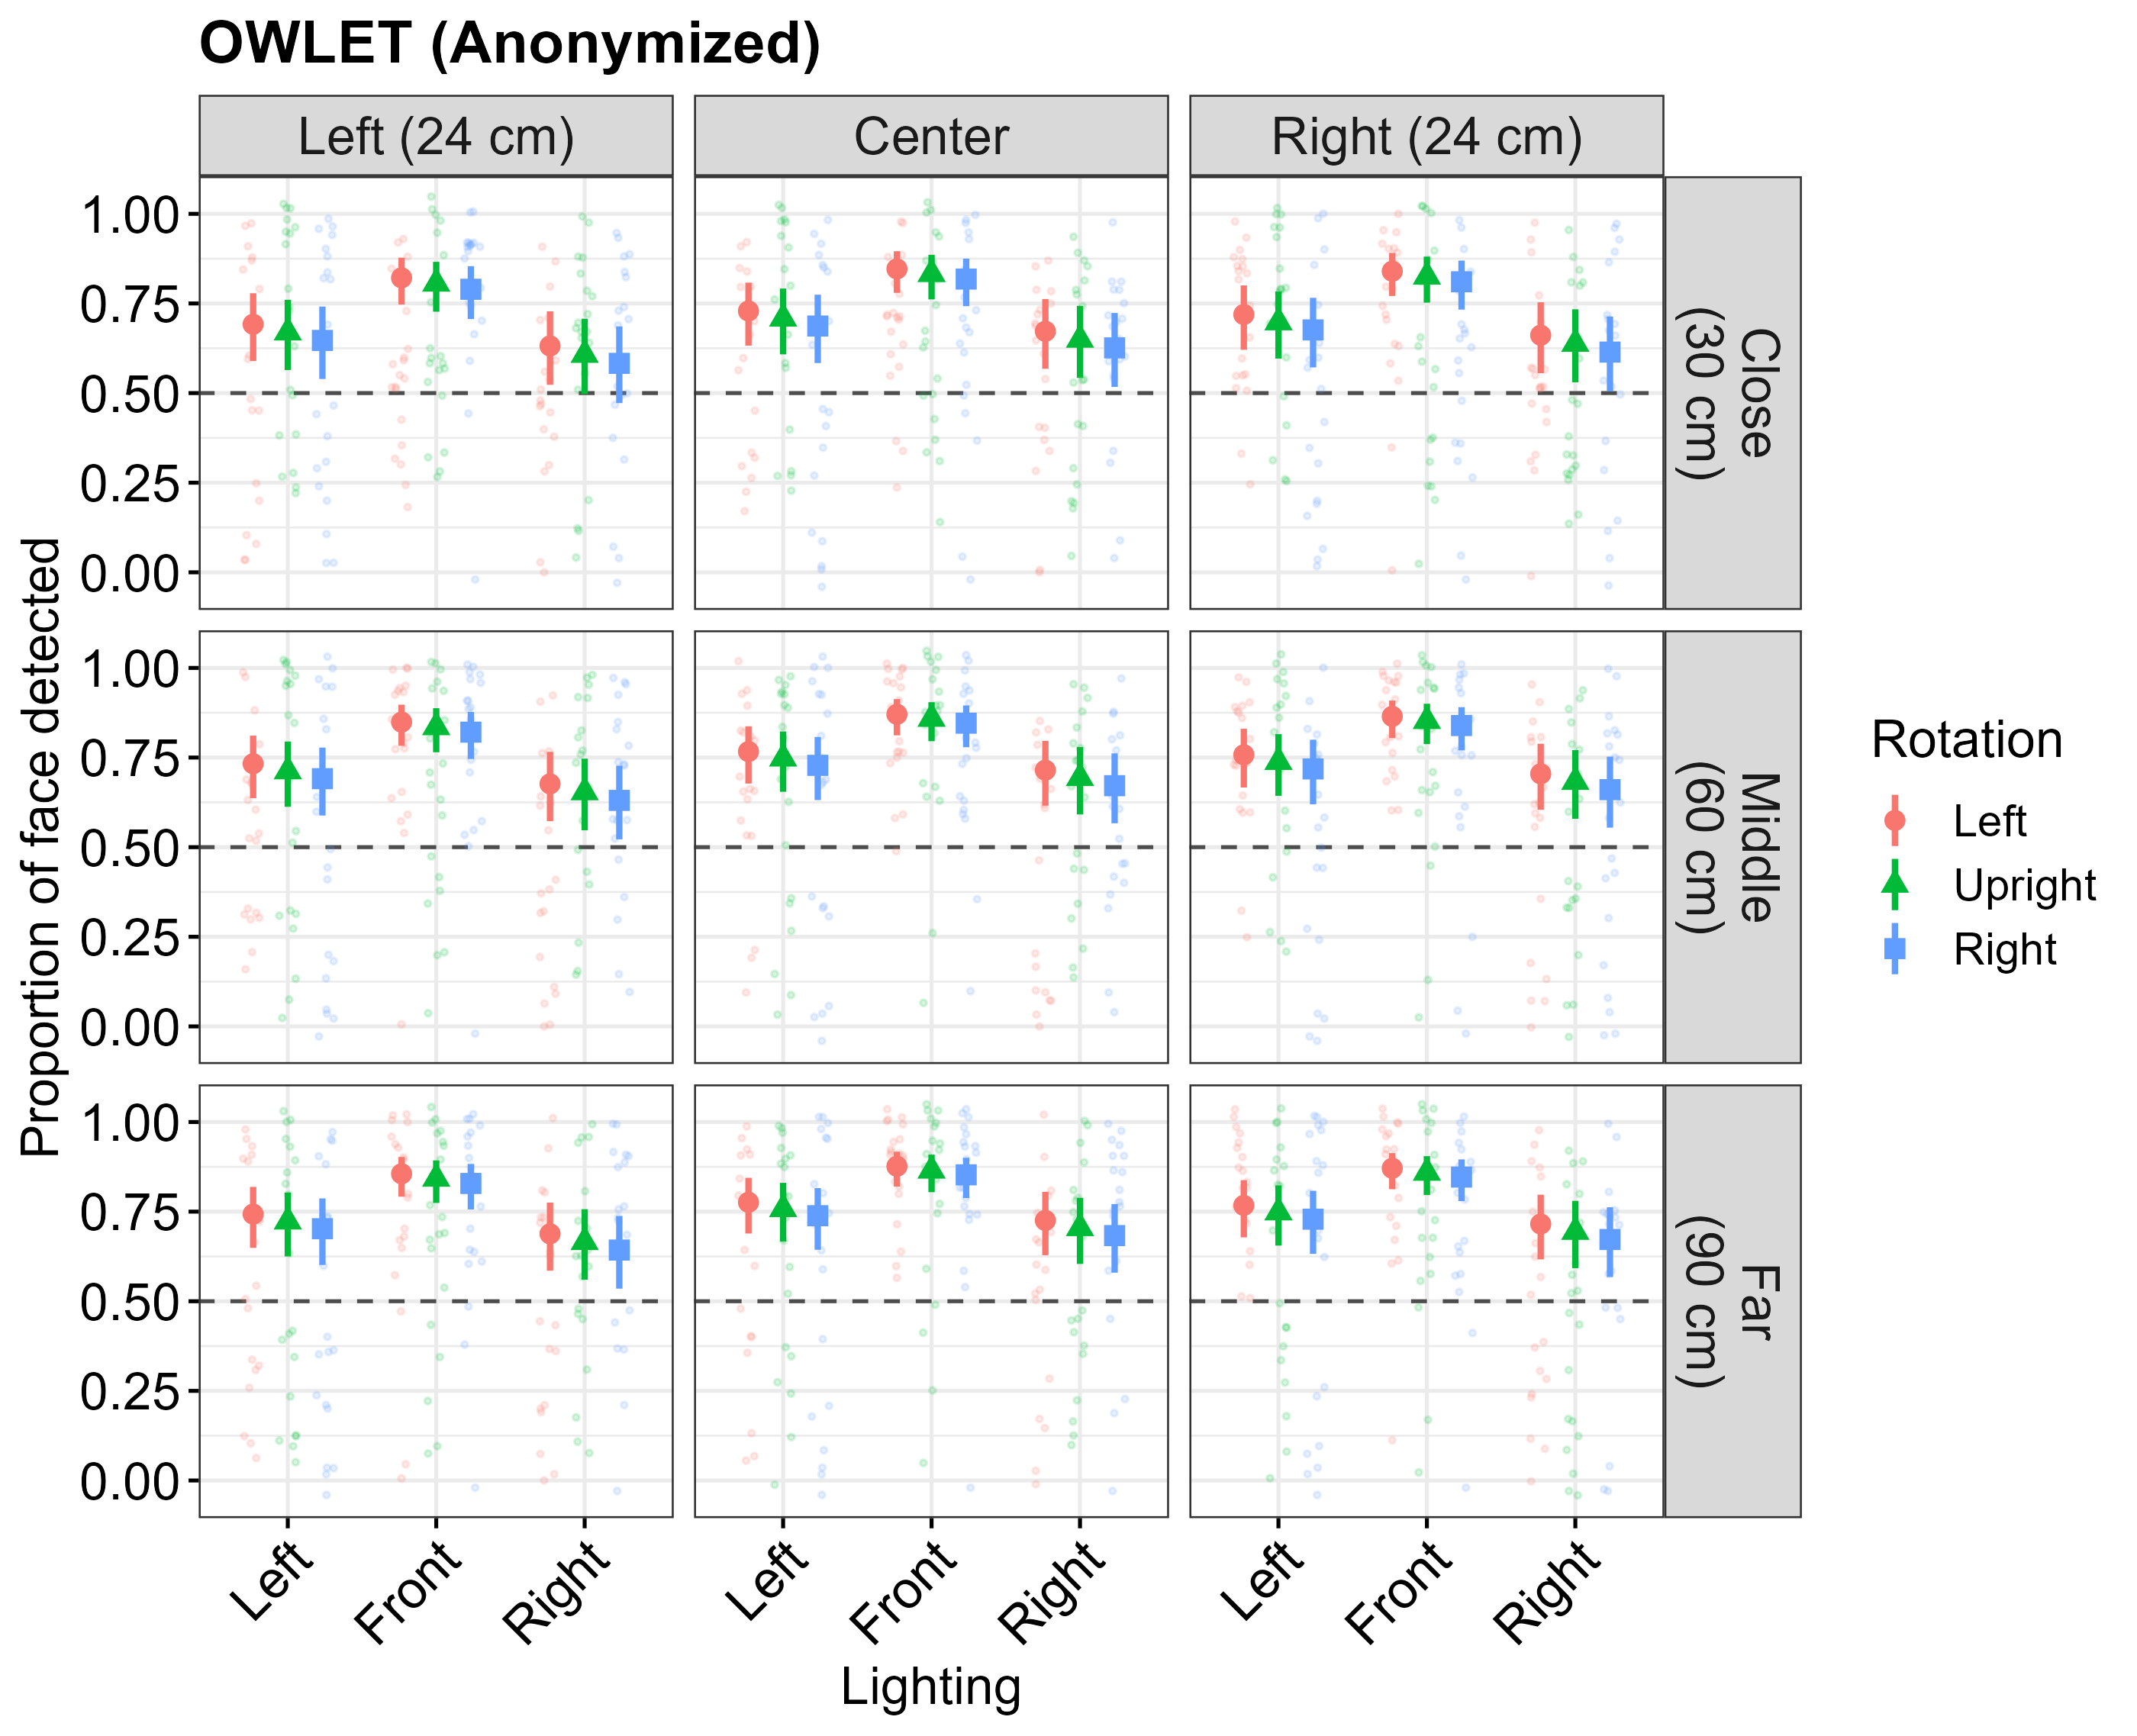 OWLET (Anonymized)
Left (24 cm)
Center
Right (24 cm)
Proportion of face detected
1.00
0.75
0.50
0.25
0.00
Close
(30 cm)
1.00
0.75
0.50
0.25
0.00
Middle
(60 cm)
1.00
0.75
0.50
0.25
0.00
Far
(90 cm)
Left
Front
Right
Left
Front
Right
Left
Front
Right
Lighting
Rotation
Left
Upright
Right